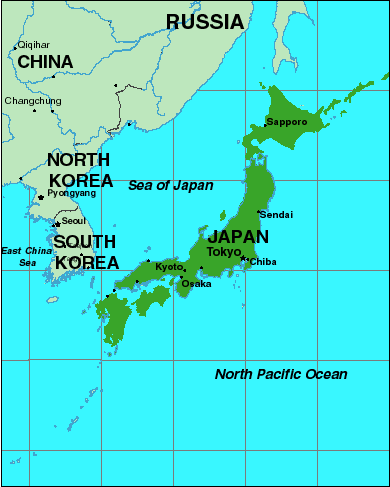 RUSSIA
Qiqihar
CHINA
Changchung
Sapporo
NORTH
KOREA
Sea of Japan
Pyongyang
Sendai
Seoul
SOUTH
KOREA
JAPAN
East China
Sea
Tokyo
Chiba
Kyoto
Osaka
North Pacific Ocean